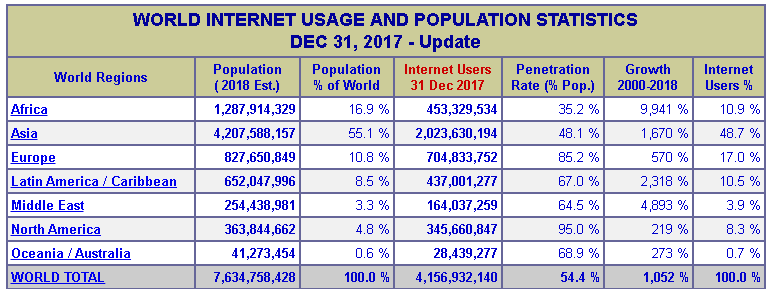 WORLD INTERNET USAGE AND POPULATION STATISTICS
DEC 31, 2017 - Update
World Regions Population ( 2018 Est.) Population % of World Internet Users 31 Dec 2017 Penetration Rate (% Pop.) Growth 2000-2018 Internet Users %
Africa 1,287,914,329 16.9 % 453,329,534 35.2 % 9,941 % 10.9 %
Asia 4,207,588,157 55.1 % 2,023,630,194 48.1 % 1,670 % 48.7 %
Europe 827,650,849 10.8 % 704,833,752 85.2 % 570 % 17.0 %
Latin America / Caribbean 652,047,996 8.5 % 437,001,277 67.0 % 2,318 % 10.5 %
Middle East 254,438,981 3.3 % 164,037,259 64.5 % 4,893 % 3.9 %
North America 363,844,662 4.8 % 345,660,847 95.0 % 219 % 8.3 %
Oceania / Australia 41,273,454 0.6 % 28,439,277 68.9 % 273 % 0.7 %
WORLD TOTAL 7,634,758,428 100.0 % 4,156,932,140 54.4 % 1,052 % 100.0 %